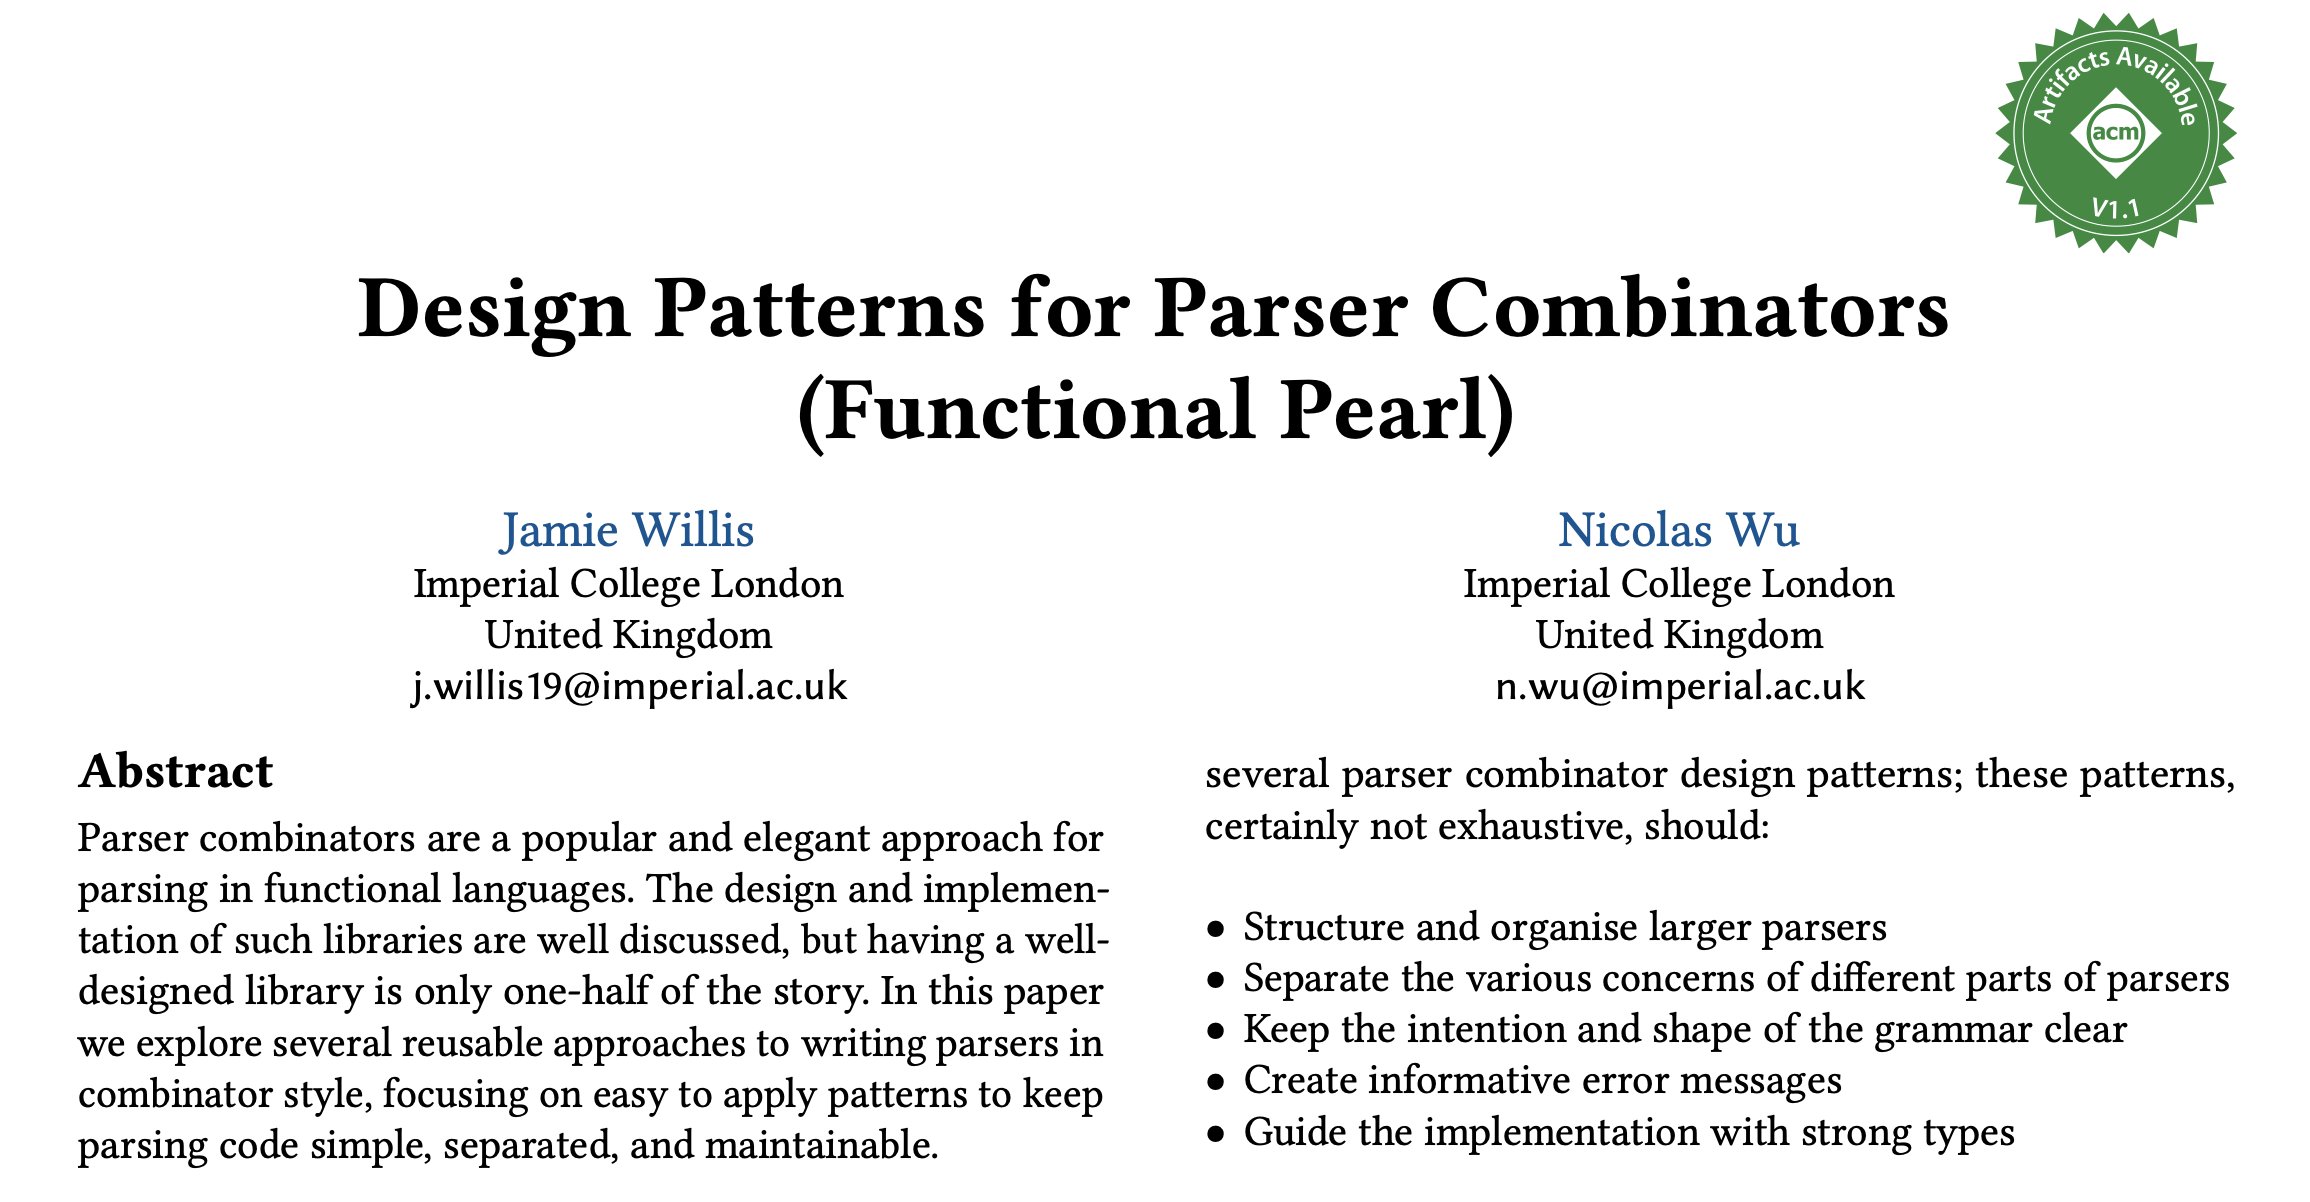 Artifacts Available
acm
V1.1
Design Patterns for Parser Combinators
(Functional Pearl)
Jamie Willis
Imperial College London
United Kingdom
j.willis19@imperial.ac.uk
Nicolas Wu
Imperial College London
United Kingdom
n.wu@imperial.ac.uk
Abstract
Parser combinators are a popular and elegant approach for
parsing in functional languages. The design and implemen-
tation of such libraries are well discussed, but having a well-
designed library is only one-half of the story. In this paper
we explore several reusable approaches to writing parsers in
combinator style, focusing on easy to apply patterns to keep
parsing code simple, separated, and maintainable.
several parser combinator design patterns; these patterns,
certainly not exhaustive, should:
• Structure and organise larger parsers
• Separate the various concerns of different parts of parsers
• Keep the intention and shape of the grammar clear
• Create informative error messages
• Guide the implementation with strong types